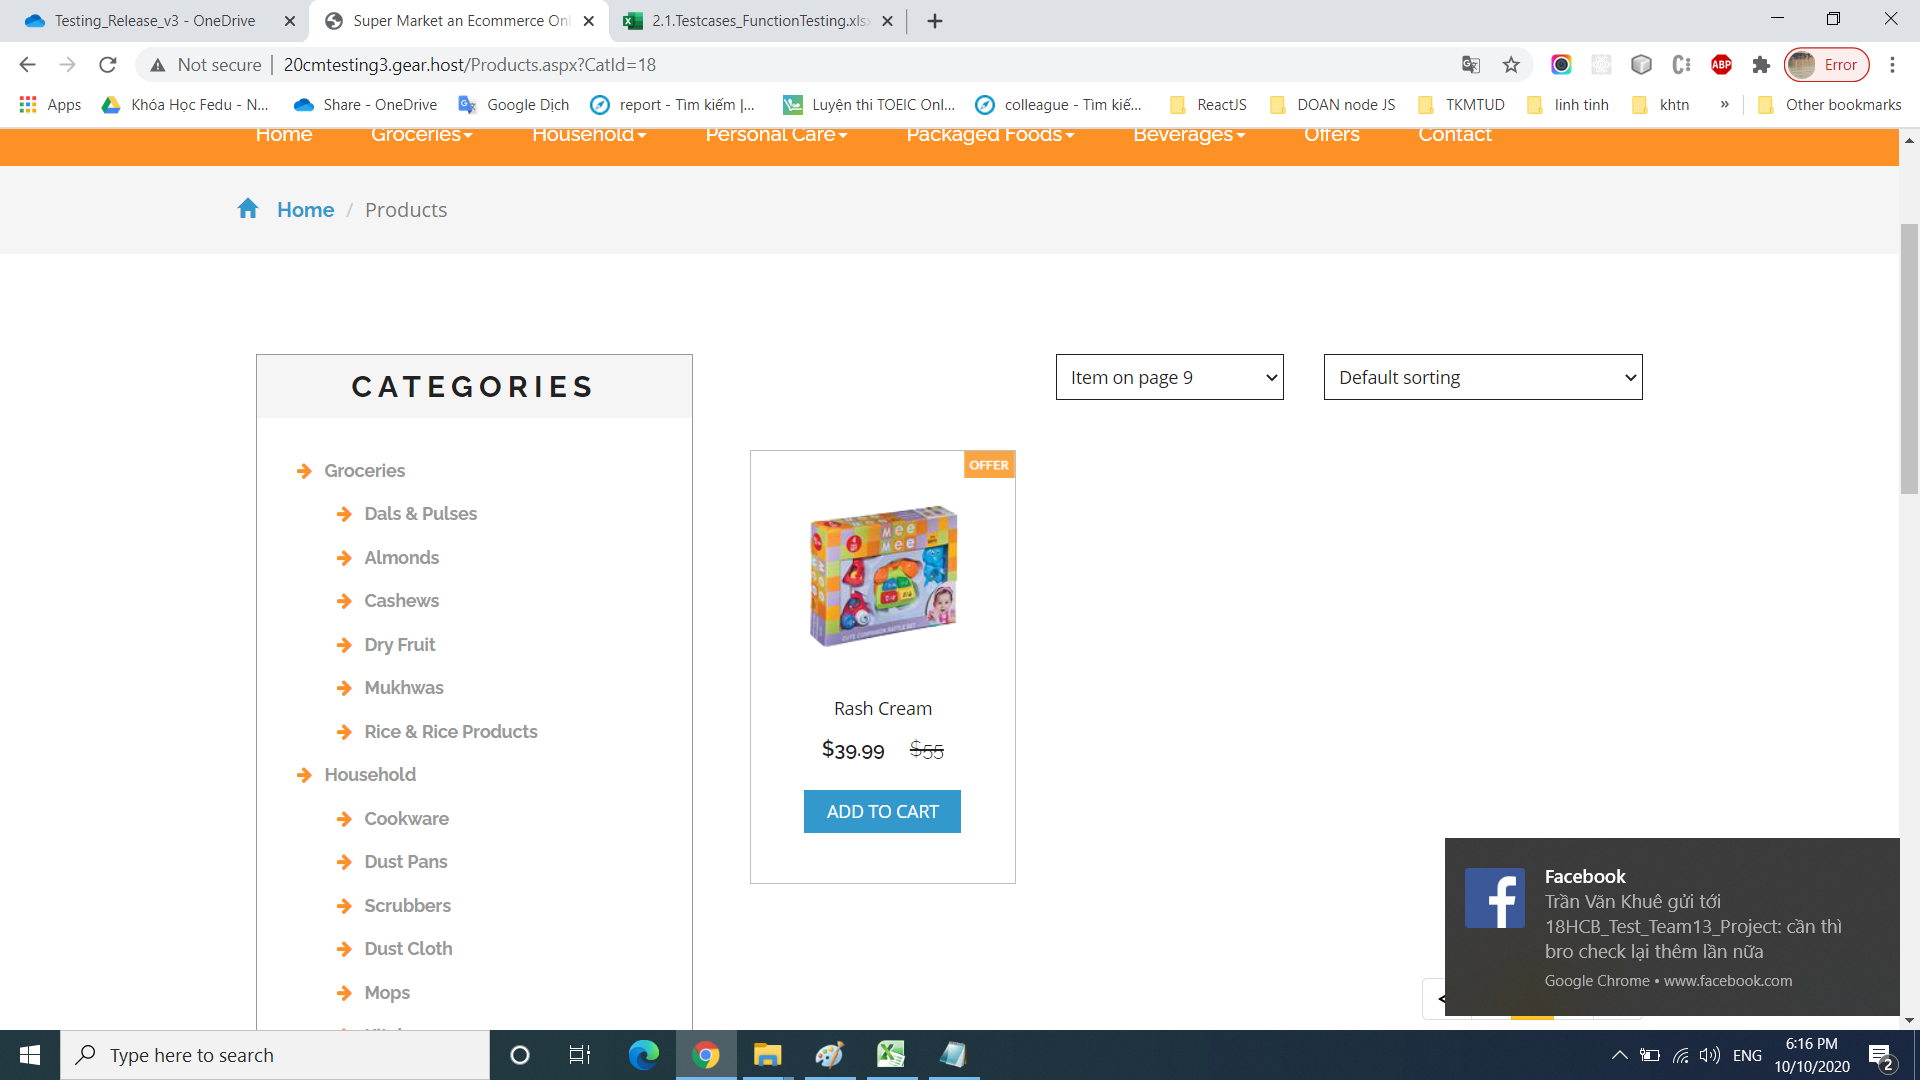 Testing_Release_v3 - OneDrive
Super Market an Ecommerce Onl
2.1.Testcases_FunctionTesting.xlsx
Not secure
20cmtesting3.gear.host/Products.aspx?CatId=18
ABP
Error
Apps
Khóa Học Fedu - N...
Share - OneDrive
Google Dịch
report - Tìm kiếm |...
Luyện thi TOEIC Onl...
colleague - Tìm kiế...
ReactJS
DOAN node JS
TKMTUD
linh tinh
khtn
»
Other bookmarks
Home
Groceries
Household
Personal Care
Packaged Foods
Beverages
Offers
Contact
Home / Products
CATEGORIES
Item on page 9
Default sorting
Groceries
Dals & Pulses
Almonds
Cashews
Dry Fruit
Mukhwas
Rice & Rice Products
Household
Cookware
Dust Pans
Scrubbers
Dust Cloth
Mops
OFFER
Mee
Mee
Rash Cream
$39.99 $55
ADD TO CART
Facebook
Trần Văn Khuê gửi tới
18HCB_Test_Team13_Project: cần thì
bro check lại thêm lần nữa
Google Chrome • www.facebook.com
<
Type here to search
ENG
6:16 PM
10/10/2020
2